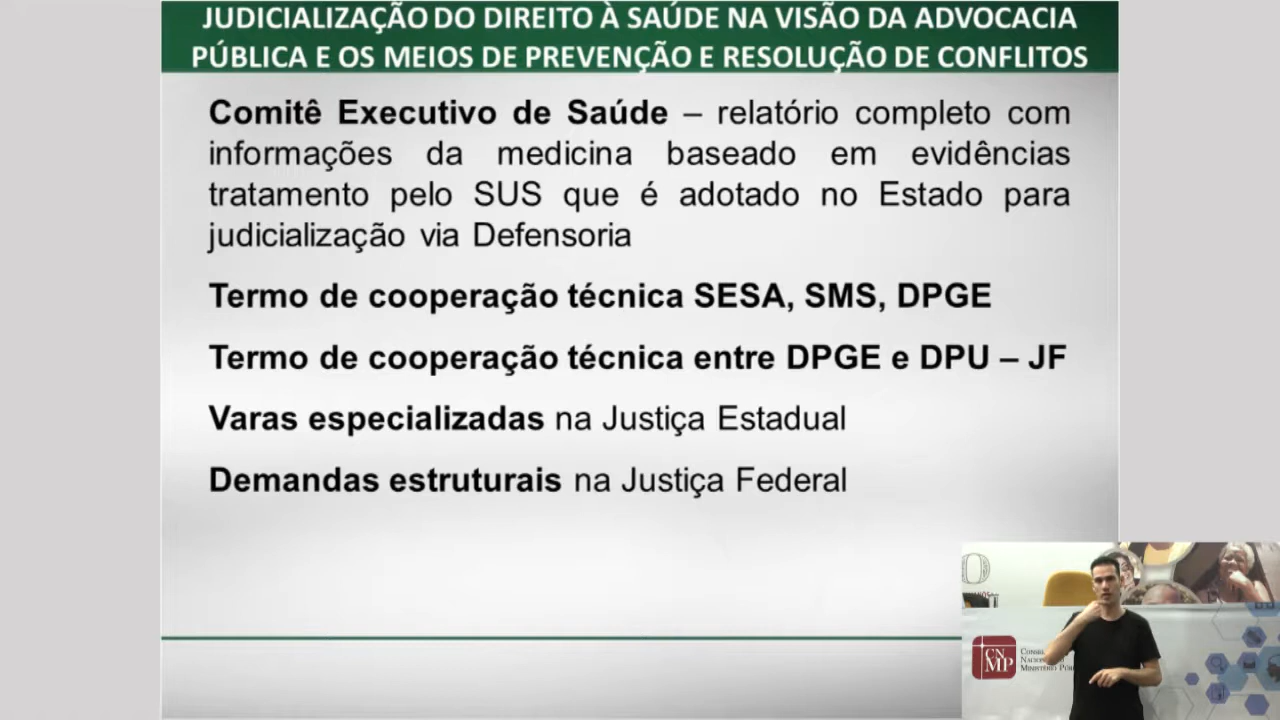 JUDICIALIZAÇÃO DO DIREITO À SAÚDE NA VISÃO DA ADVOCACIA
PÚBLICA E OS MEIOS DE PREVENÇÃO E RESOLUÇÃO DE CONFLITOS
Comitê Executivo de Saúde – relatório completo com
informações da medicina baseado em evidências
tratamento pelo SUS que é adotado no Estado para
judicialização via Defensoria
Termo de cooperação técnica SESA, SMS, DPGE
Termo de cooperação técnica entre DPGE e DPU – JF
Varas especializadas na Justiça Estadual
Demandas estruturais na Justiça Federal
CN
MP